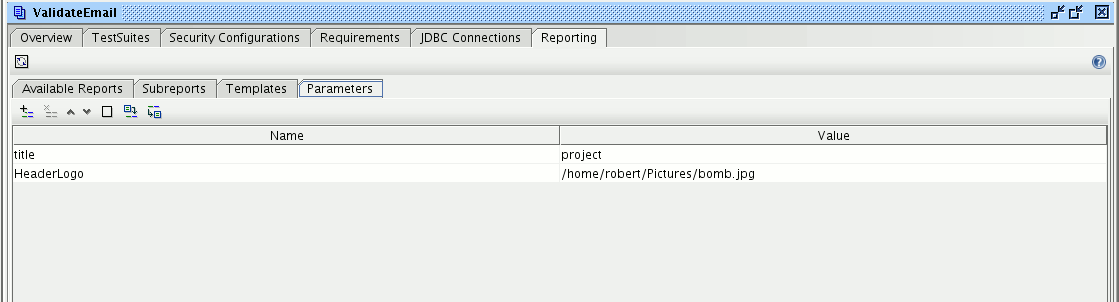 ValidateEmail
Overview TestSuites Security Configurations Requirements JDBC Connections Reporting
Available Reports Subreports Templates Parameters
Name Value
title project
HeaderLogo /home/robert/Pictures/bomb.jpg